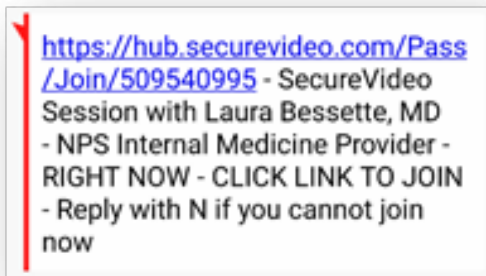 https://hub.securevideo.com/Pass
/Join/509540995 - SecureVideo
Session with Laura Bessette, MD
- NPS Internal Medicine Provider -
RIGHT NOW - CLICK LINK TO JOIN
- Reply with N if you cannot join
now